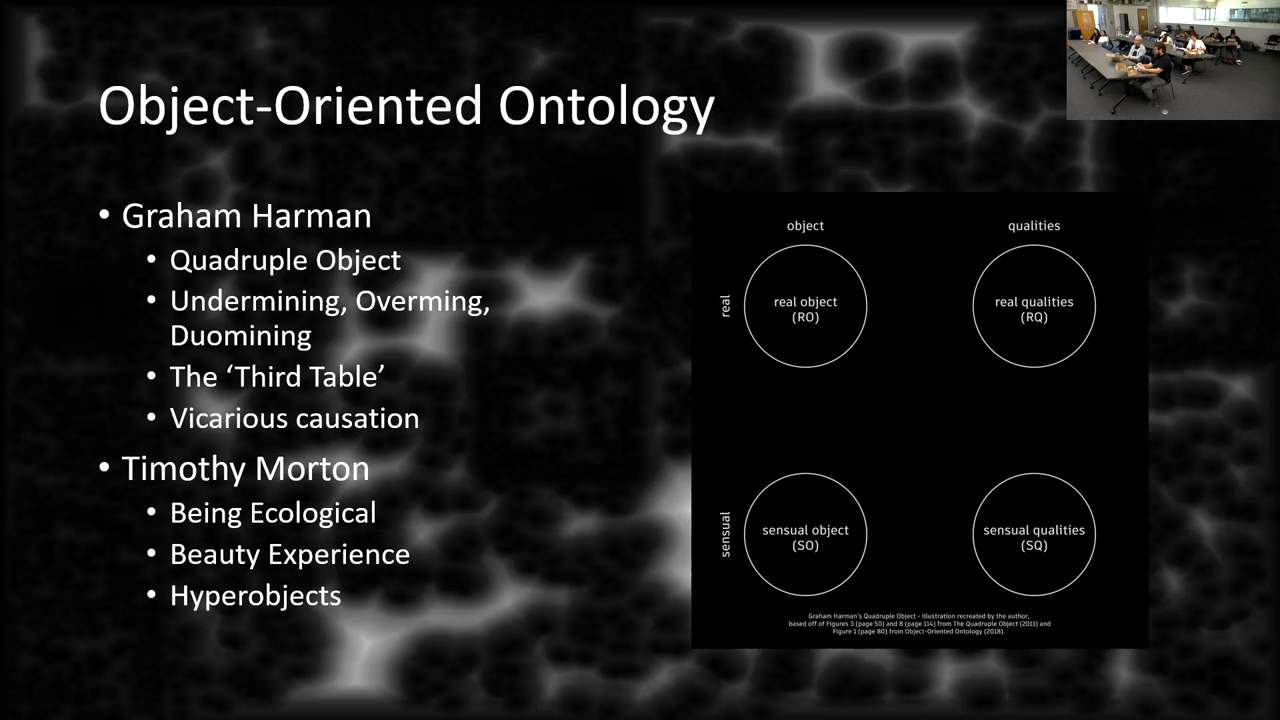 Object-Oriented Ontology
• Graham Harman
• Quadruple Object
• Undermining, Overming,
Duomining
• The ‘Third Table’
• Vicarious causation
• Timothy Morton
• Being Ecological
• Beauty Experience
• Hyperobjects
object
qualities
real
real object
(RO)
real qualities
(RQ)
sensual
sensual object
(SO)
sensual qualities
(SQ)
Graham Harman's Quadruple Object - Illustration recreated by the author,
based off of Figures 3 (page 50) and 8 (page 114) from The Quadruple Object (2011) and
Figure 1 (page 80) from Object-Oriented Ontology (2018).